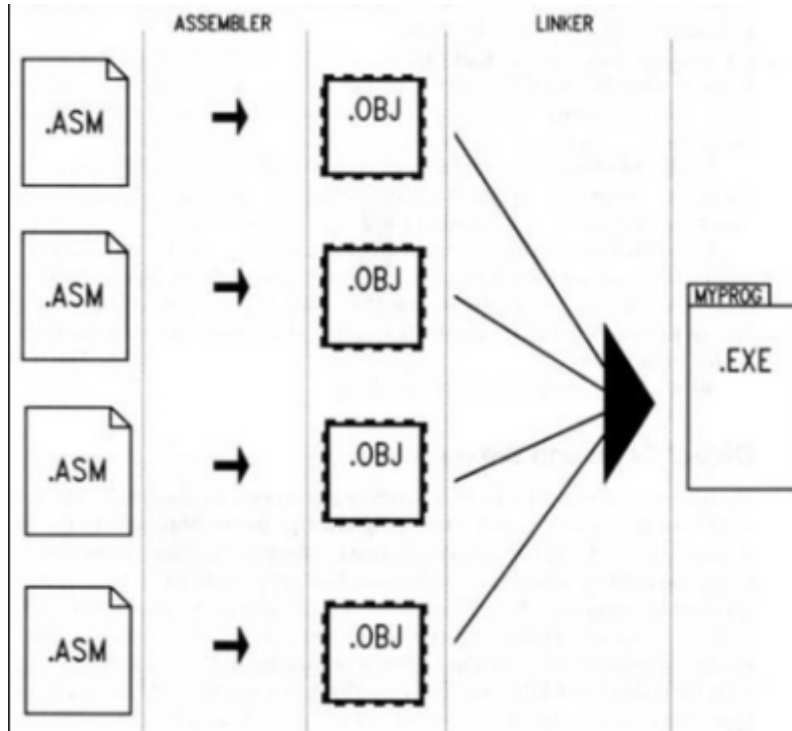 ASSEMBLER
LINKER
.ASM
.OBJ
.ASM
.OBJ
MYPROG
.EXE
.ASM
.OBJ
.ASM
.OBJ